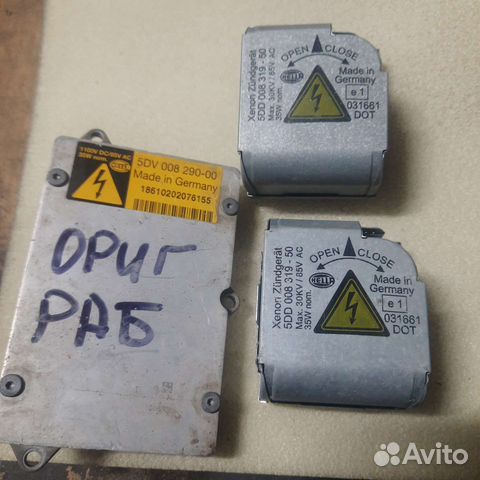 1100V DC/85V AC
35W nom.
HELLA
5DV 008 290-00
Made in Germany
18610202076155
ОРИГ
РАБ
Xenon Zündgerät
5DD 008 319 - 50
Max. 30KV / 85V AC
35W nom.
OPEN CLOSE
HELLA
Made in
Germany
e 1
031661
DOT
Xenon Zündgerät
5DD 008 319 - 50
Max. 30KV / 85V AC
35W nom.
OPEN CLOSE
HELLA
Made in
Germany
e 1
031661
DOT
Avito